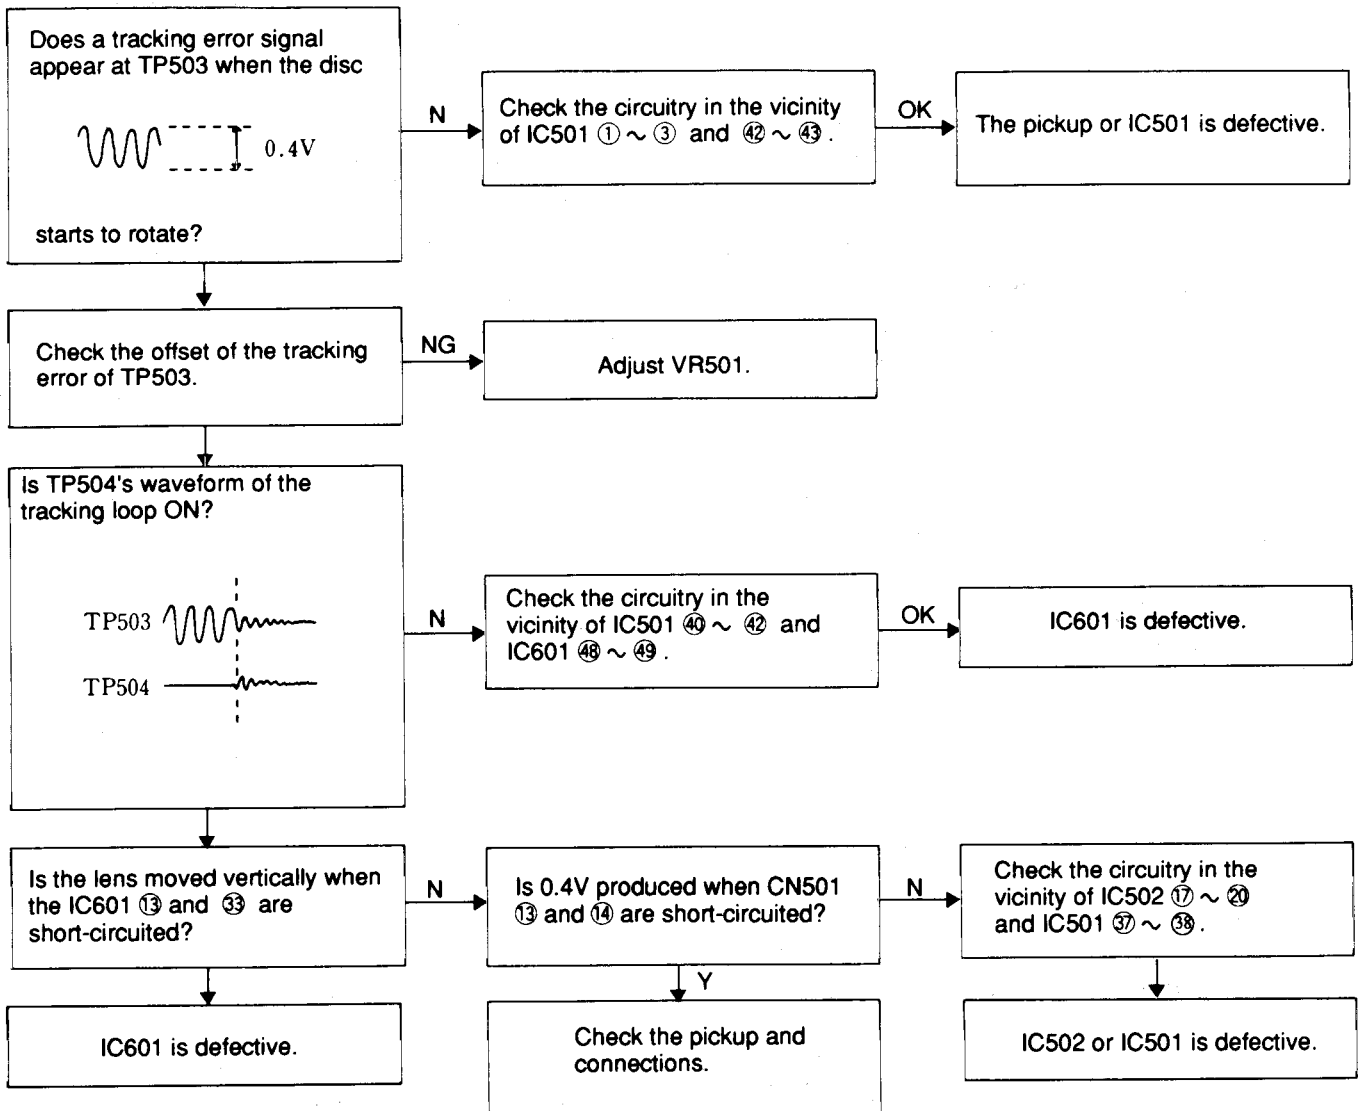 Does a tracking error signal
appear at TP503 when the disc
0.4V
starts to rotate?
N
Check the circuitry in the vicinity
of IC501 ① ~ ③ and ㊷ ~ ㊸ .
OK
The pickup or IC501 is defective.
Check the offset of the tracking
error of TP503.
NG
Adjust VR501.
Is TP504's waveform of the
tracking loop ON?
TP503
TP504
N
Check the circuitry in the
vicinity of IC501 ㊵ ~ ㊷ and
IC601 ㊽ ~ ㊾ .
OK
IC601 is defective.
Is the lens moved vertically when
the IC601 ⑬ and ㉝ are
short-circuited?
N
Is 0.4V produced when CN501
⑬ and ⑭ are short-circuited?
N
Check the circuitry in the
vicinity of IC502 ⑰ ~ ⑳
and IC501 ㊲ ~ ㊳ .
Y
IC601 is defective.
Check the pickup and
connections.
IC502 or IC501 is defective.